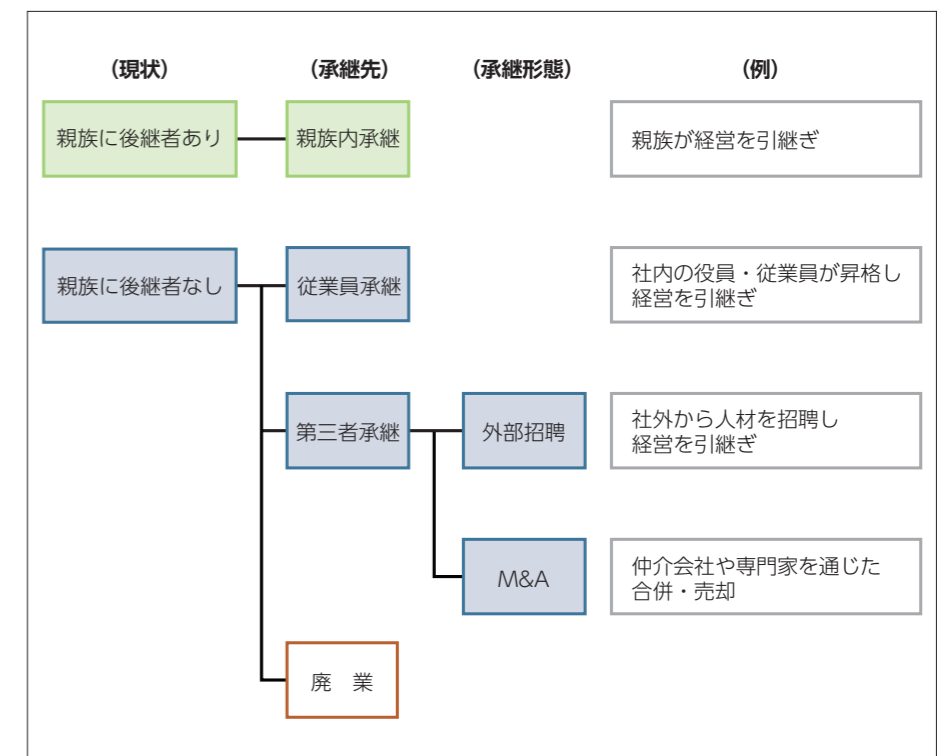 （現状）
（承継先）
（承継形態）
（例）
親族に後継者あり
親族内承継
親族が経営を引継ぎ
親族に後継者なし
従業員承継
社内の役員・従業員が昇格し
経営を引継ぎ
第三者承継
外部招聘
社外から人材を招聘し
経営を引継ぎ
M&A
仲介会社や専門家を通じた
合併・売却
廃　業